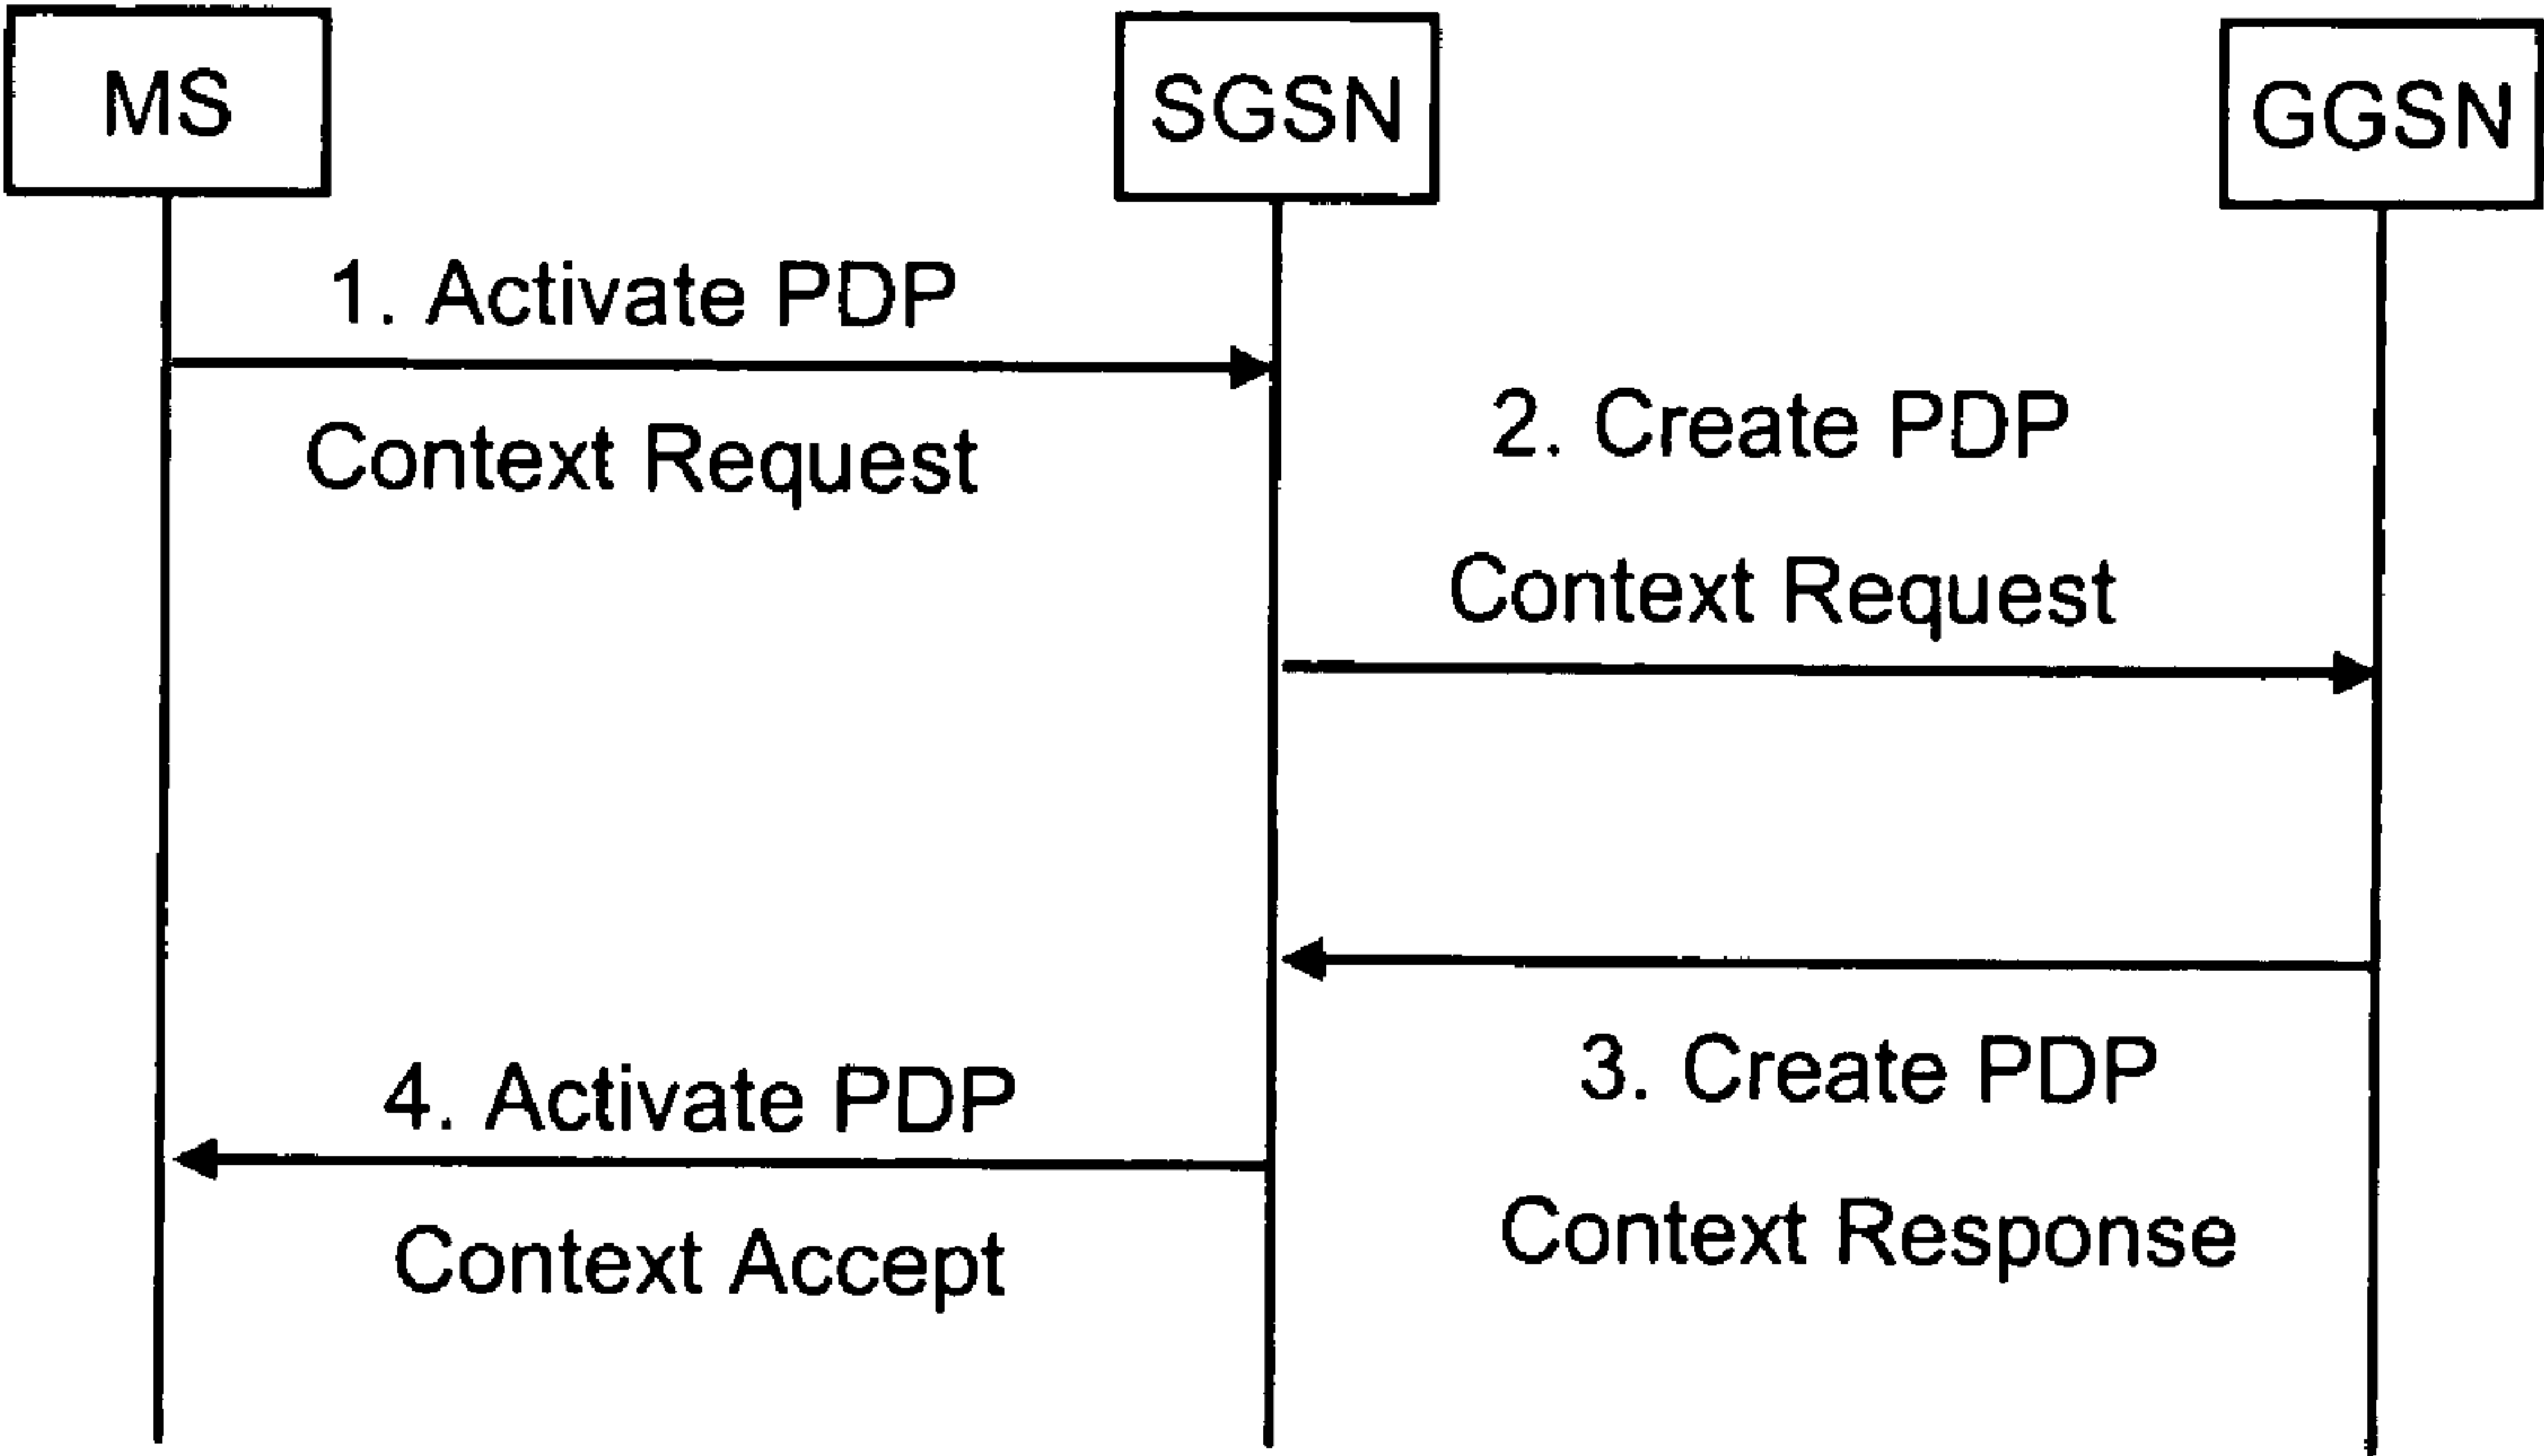 MS
SGSN
GGSN
1. Activate PDP
Context Request
2. Create PDP
Context Request
3. Create PDP
Context Response
4. Activate PDP
Context Accept